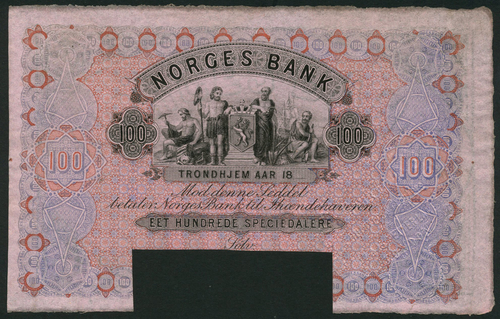 NORGES BANK
100 100
TRONDHJEM AAR 18
100 100
Mod denne Seddel
betaler Norges Bank til Ihændehaveren
EET HUNDREDE SPECIEDALERE
Sølv.